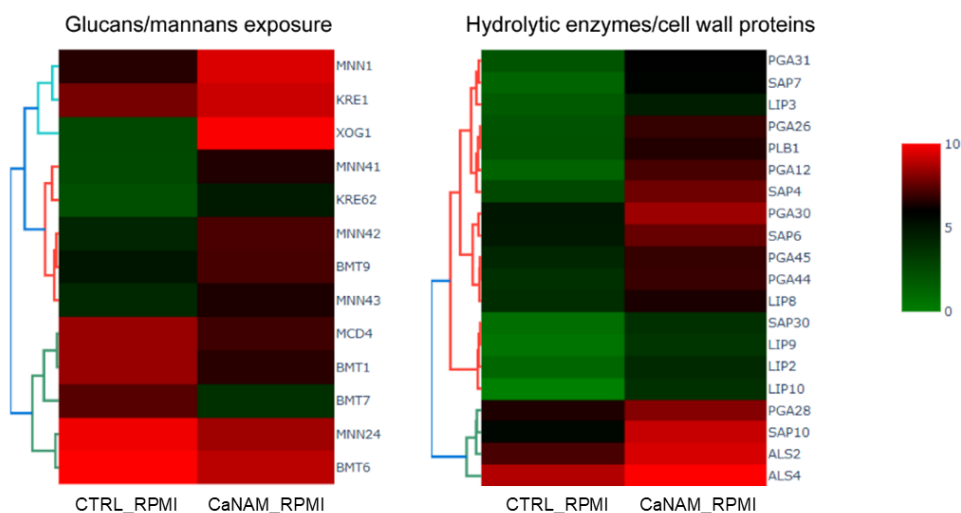 Glucans/mannans exposure
MNN1
KRE1
XOG1
MNN41
KRE62
MNN42
BMT9
MNN43
MCD4
BMT1
BMT7
MNN24
BMT6
CTRL_RPMI CaNAM_RPMI
Hydrolytic enzymes/cell wall proteins
PGA31
SAP7
LIP3
PGA26
PLB1
PGA12
SAP4
PGA30
SAP6
PGA45
PGA44
LIP8
SAP30
LIP9
LIP2
LIP10
PGA28
SAP10
ALS2
ALS4
CTRL_RPMI CaNAM_RPMI
10
5
0